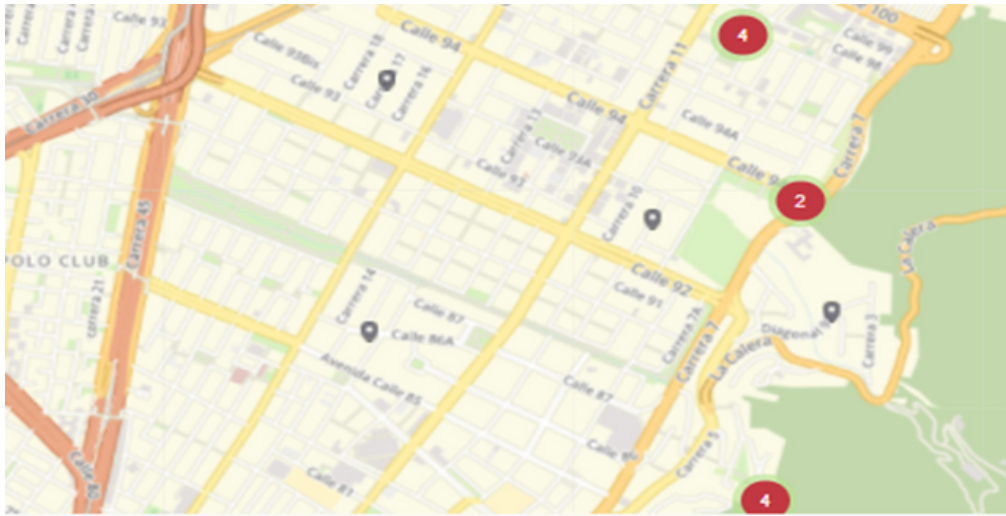 Calle 93
Calle 94
Calle 100
4
Calle 93Bis
Carrera 18
17
Carrera 11
Calle 99
Calle 98
Calle 93
Carrera 16
Carrera 30
Calle 94
Calle 94A
Carrera 7
Carrera 13
Calle 93A
Calle 93
Calle 9
2
Carrera 10
Carrera 45
La Calera
POLO CLUB
Calle 92
Calle 91
carrera 21
Carrera 14
Calle 87
Carrera 7A
Carrera 7
Diagonal
Carrera 3
Calle 86A
La Calera
Avenida Calle 85
Calle 87
Carrera 5
Calle 80
Calle 81
4